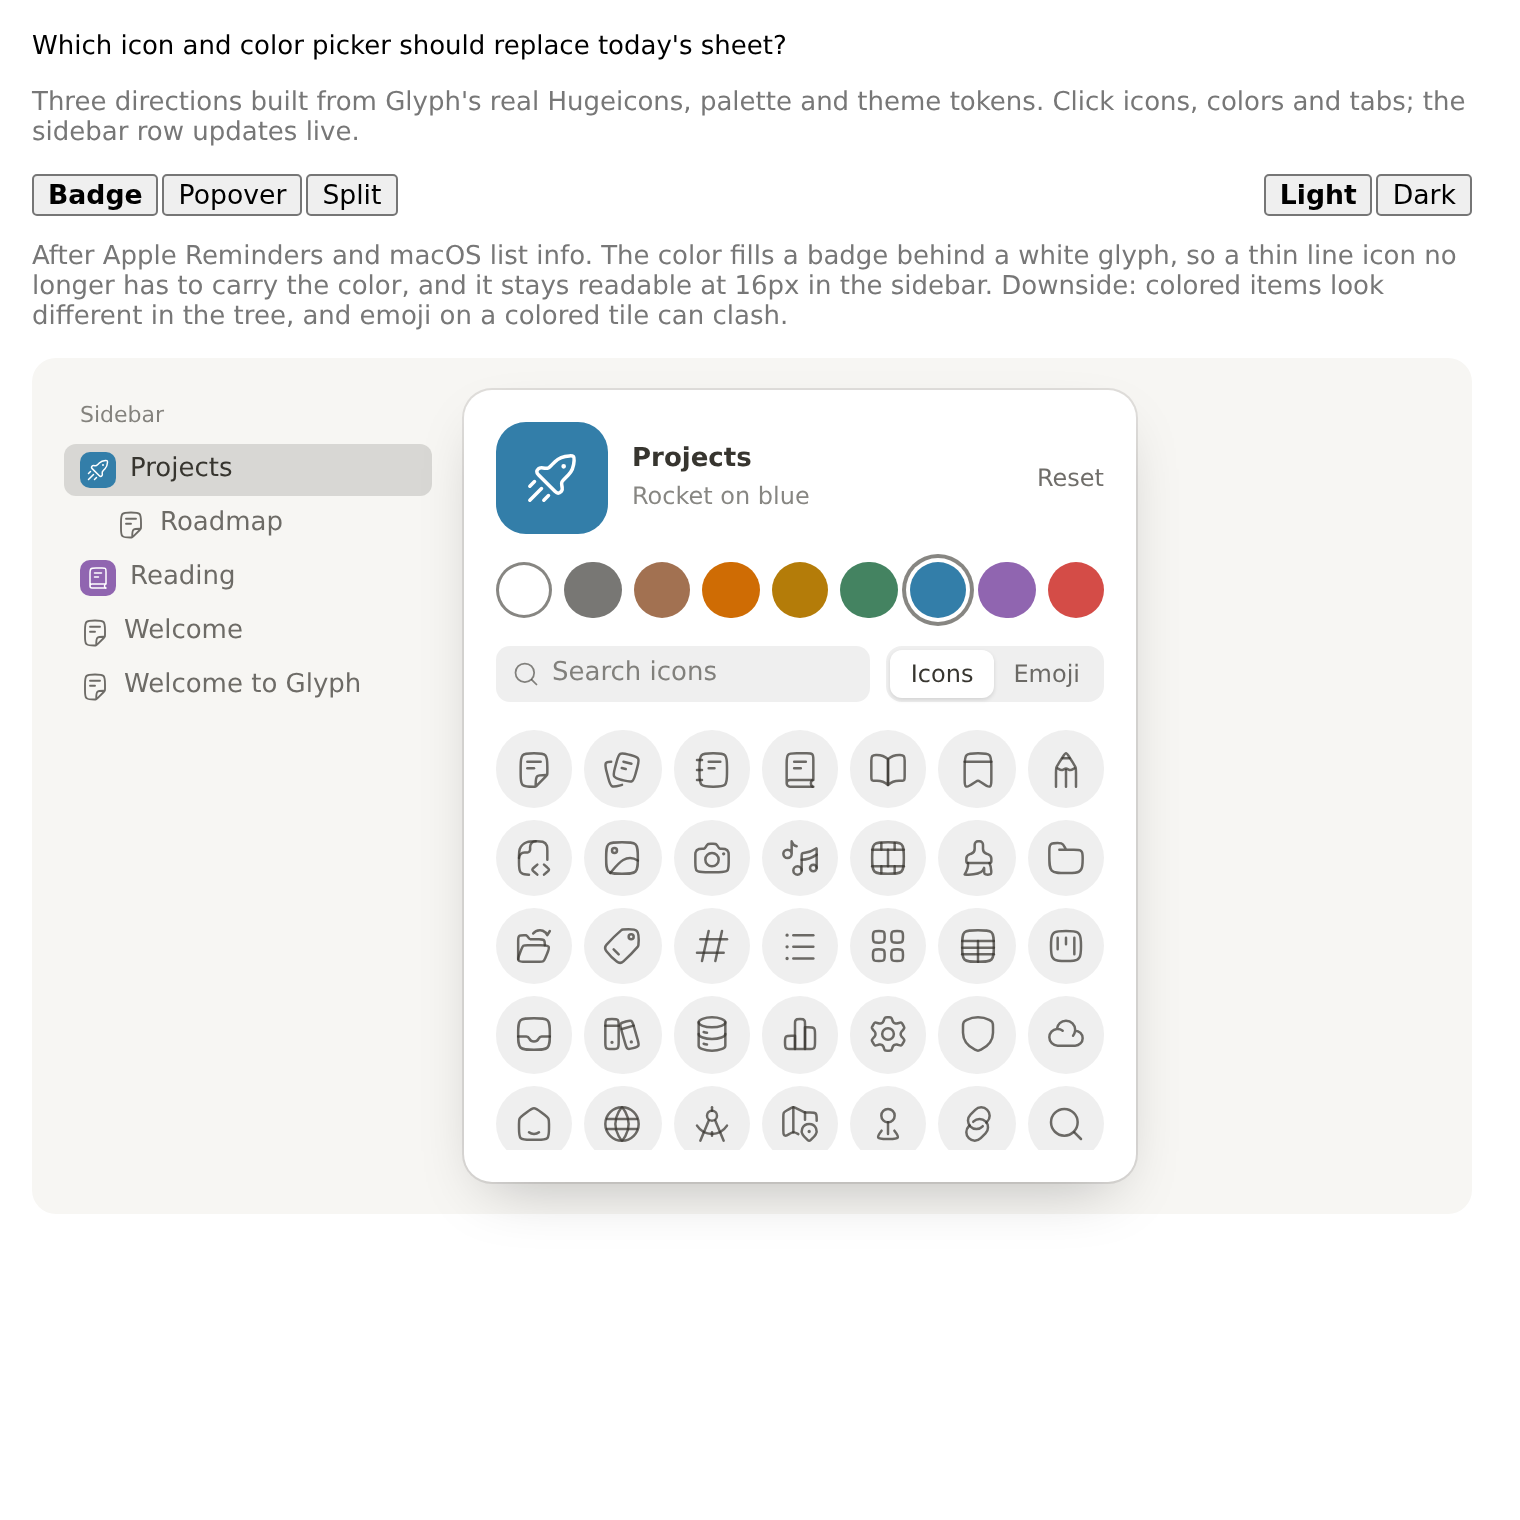 Which icon and color picker should replace today's sheet?
Three directions built from Glyph's real Hugeicons, palette and theme tokens. Click icons, colors and tabs; the
sidebar row updates live.
Badge Popover Split Light Dark
After Apple Reminders and macOS list info. The color fills a badge behind a white glyph, so a thin line icon no
longer has to carry the color, and it stays readable at 16px in the sidebar. Downside: colored items look
different in the tree, and emoji on a colored tile can clash.
Sidebar
Projects
Roadmap
Reading
Welcome
Welcome to Glyph
Projects
Rocket on blue
Reset
Search icons
Icons Emoji